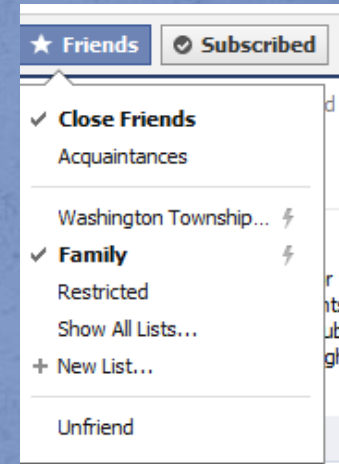 Friends Subscribed
Close Friends
Acquaintances
Washington Township...
Family
Restricted
Show All Lists...
New List...
Unfriend